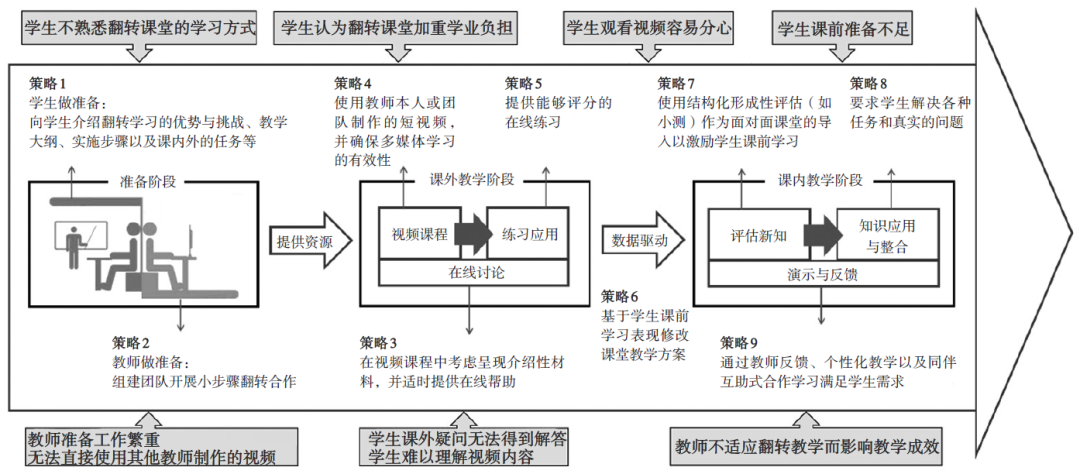 学生不熟悉翻转课堂的学习方式
学生认为翻转课堂加重学业负担
学生观看视频容易分心
学生课前准备不足
策略1
学生做准备：
向学生介绍翻转学习的优势与挑战、教学
大纲、实施步骤以及课内外的任务等
策略4
使用教师本人或团
队制作的短视频，
并确保多媒体学习
的有效性
策略5
提供能够评分的
在线练习
策略7
使用结构化形成性评估（如
小测）作为面对面课堂的导
入以激励学生课前学习
策略8
要求学生解决各种
任务和真实的问题
准备阶段
提供资源
课外教学阶段
视频课程
练习应用
在线讨论
数据驱动
课内教学阶段
评估新知
知识应用
与整合
演示与反馈
策略2
教师做准备：
组建团队开展小步骤翻转合作
策略3
在视频课程中考虑呈现介绍性材
料，并适时提供在线帮助
策略6
基于学生课前
学习表现修改
课堂教学方案
策略9
通过教师反馈、个性化教学以及同伴
互助式合作学习满足学生需求
教师准备工作繁重
无法直接使用其他教师制作的视频
学生课外疑问无法得到解答
学生难以理解视频内容
教师不适应翻转教学而影响教学成效